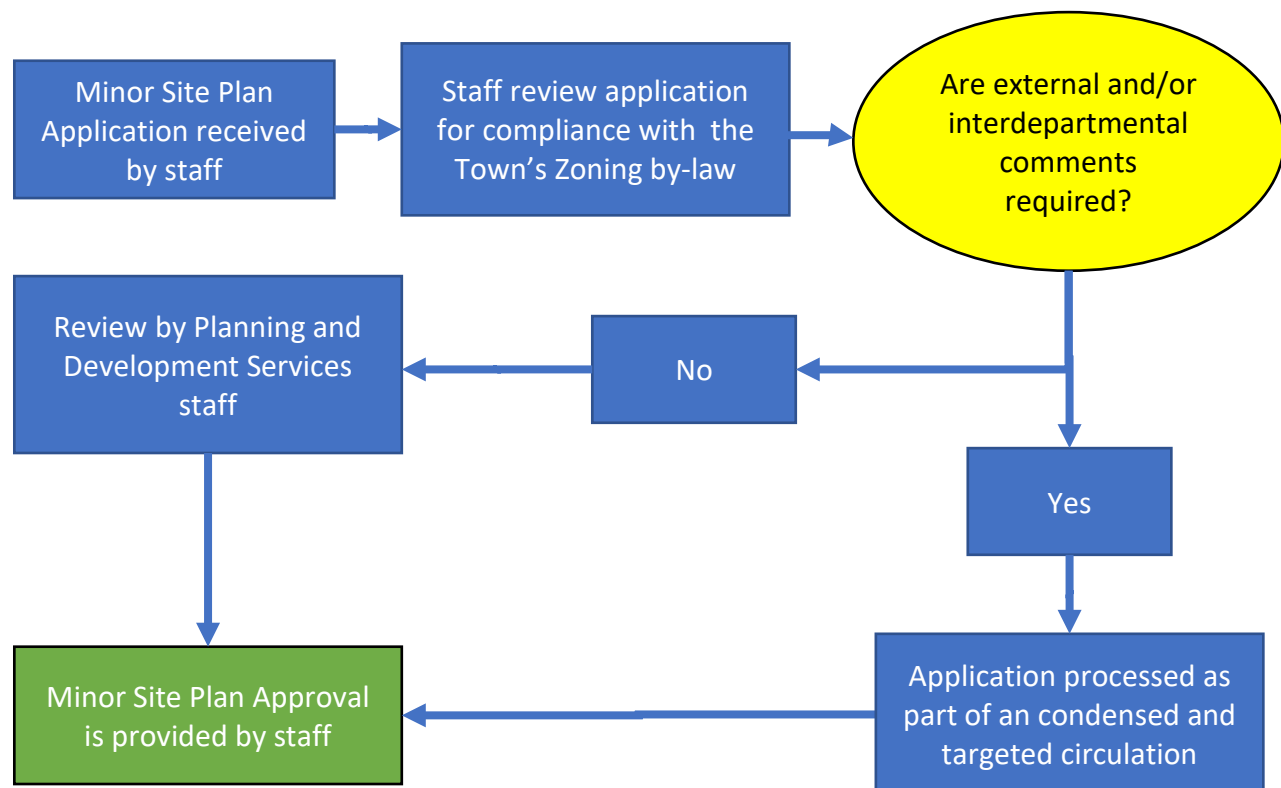 Minor Site Plan
Application received
by staff
Staff review application
for compliance with  the
Town’s Zoning by-law
Are external and/or
interdepartmental
comments
required?
Review by Planning and
Development Services
staff
No
Yes
Minor Site Plan Approval
is provided by staff
Application processed as
part of an condensed and
targeted circulation